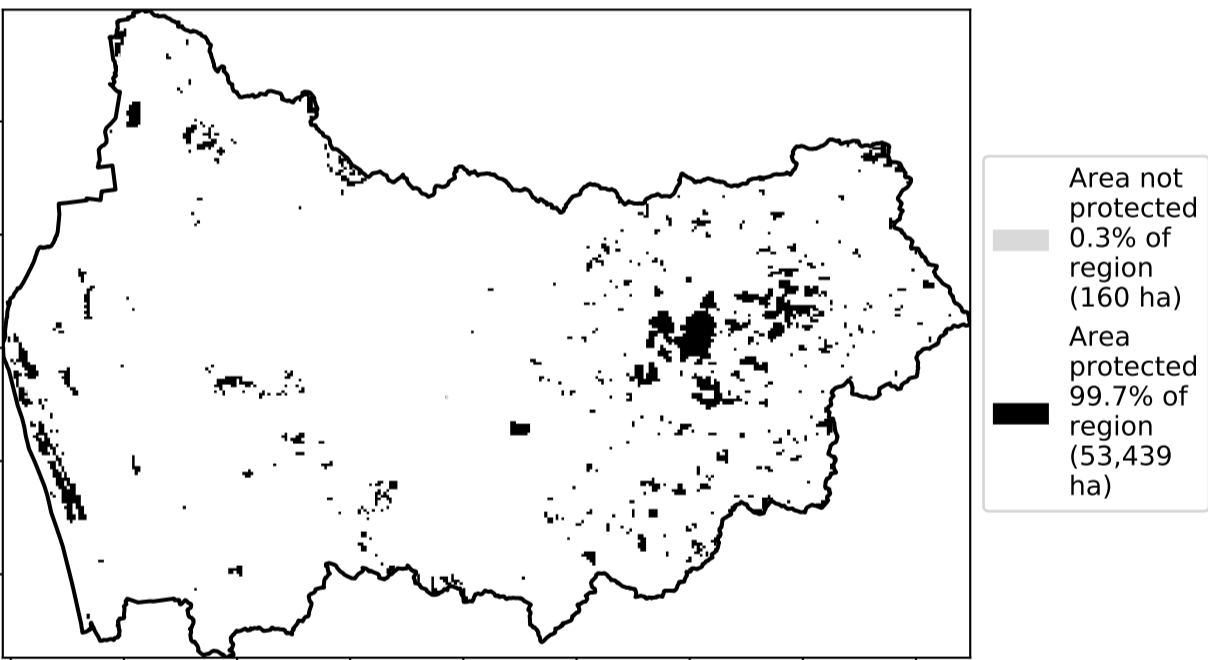 Area not
protected
0.3% of
region
(160 ha)
Area
protected
99.7% of
region
(53,439
ha)